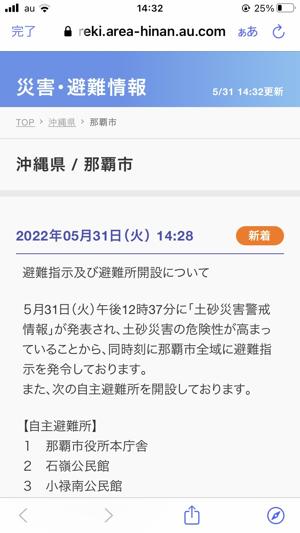 au 14:32 25%
完了 reki.area-hinan.au.com ぁあ
災害・避難情報
5/31 14:32更新
TOP > 沖縄県 > 那覇市
沖縄県 / 那覇市
2022年05月31日(火) 14:28 新着
避難指示及び避難所開設について
５月31日(火)午後12時37分に「土砂災害警戒
情報」が発表され、土砂災害の危険性が高まっ
ていることから、同時刻に那覇市全域に避難指
示を発令しております。
また、次の自主避難所を開設しております。
【自主避難所】
１ 那覇市役所本庁舎
２ 石嶺公民館
３ 小禄南公民館